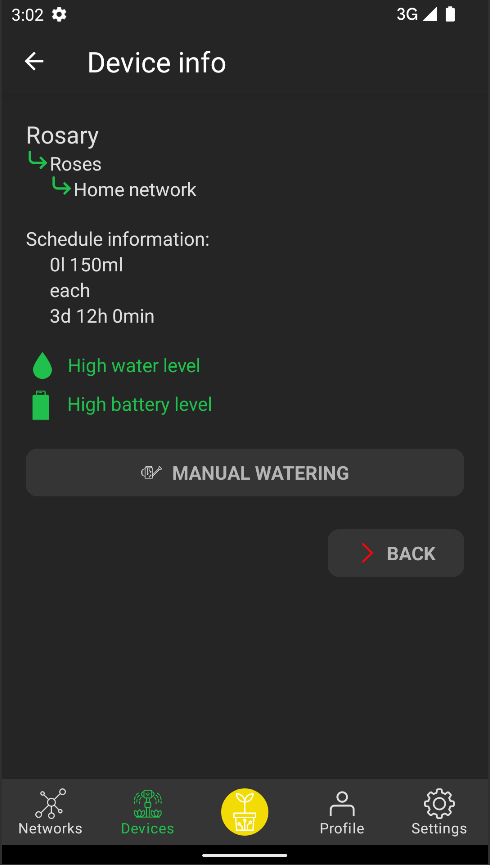 3:02
3G
Device info
Rosary
Roses
Home network
Schedule information:
0l 150ml
each
3d 12h 0min
High water level
High battery level
MANUAL WATERING
BACK
Networks
Devices
Profile
Settings